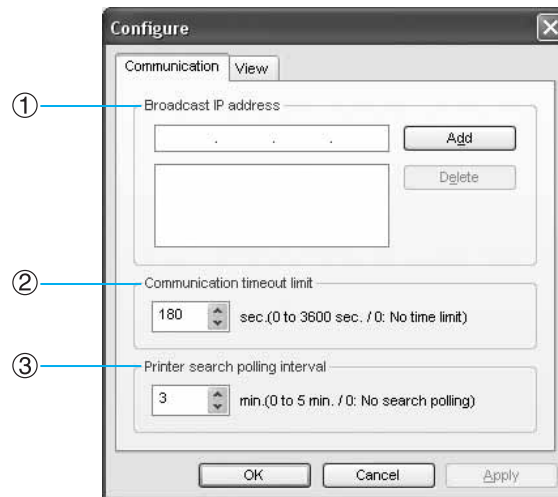 Configure
Communication View
① Broadcast IP address
. . . Add
Delete
② Communication timeout limit
180 sec.(0 to 3600 sec. / 0: No time limit)
③ Printer search polling interval
3 min.(0 to 5 min. / 0: No search polling)
OK Cancel Apply